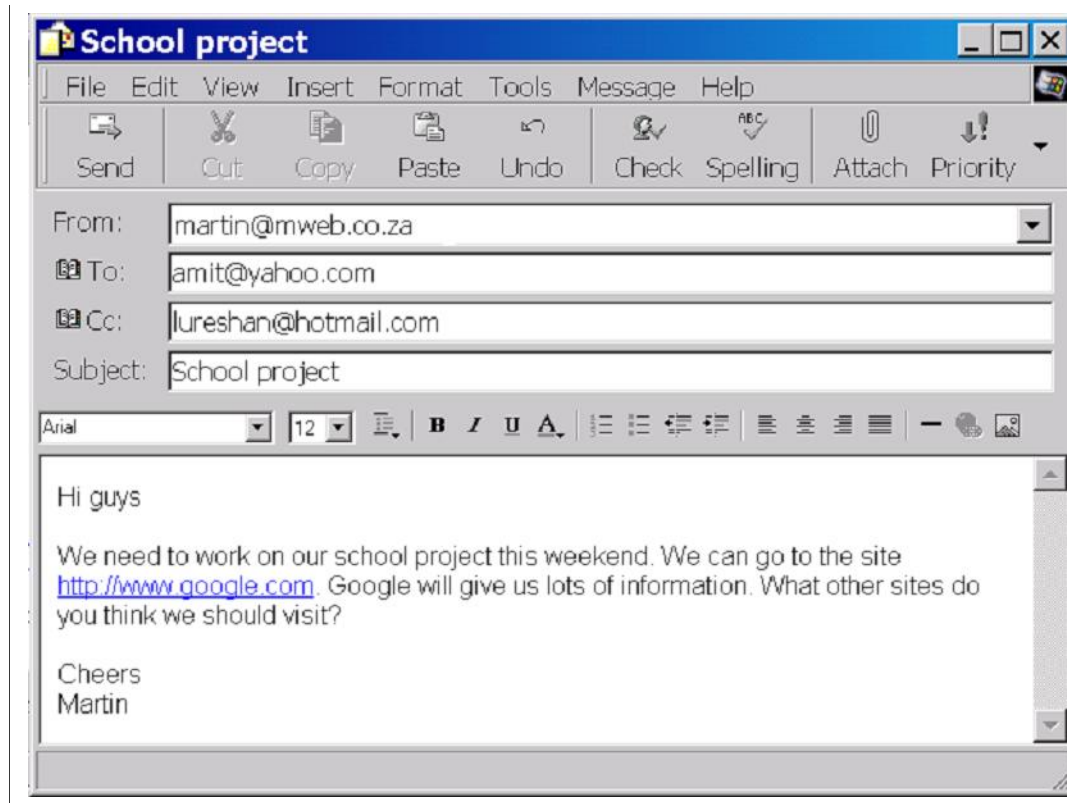 School project
File Edit View Insert Format Tools Message Help
ABC
Send Cut Copy Paste Undo Check Spelling Attach Priority
From: martin@mweb.co.za
To: amit@yahoo.com
Cc: lureshan@hotmail.com
Subject: School project
Arial 12 B I U A
Hi guys
We need to work on our school project this weekend. We can go to the site
http://www.google.com. Google will give us lots of information. What other sites do
you think we should visit?
Cheers
Martin